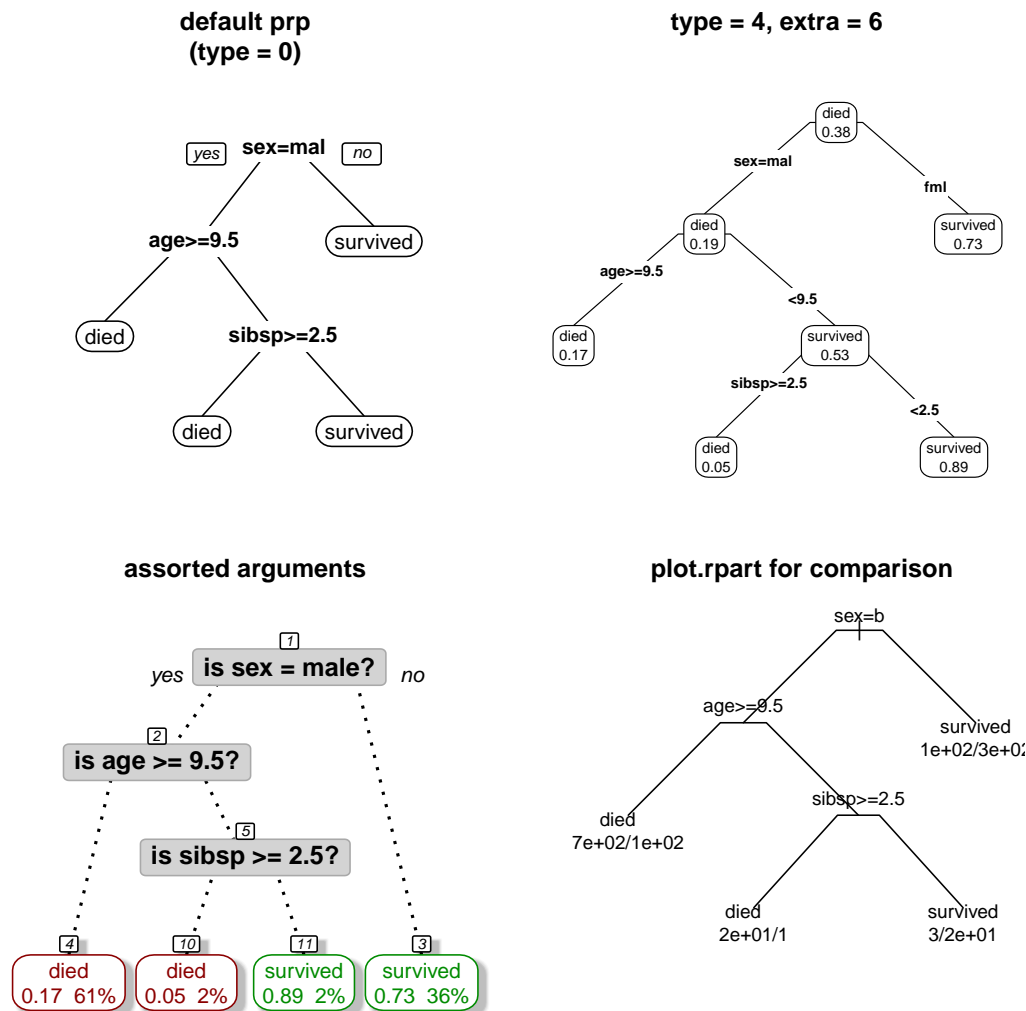 default prp
(type = 0)
yes sex=mal no
age>=9.5 survived
died sibsp>=2.5
died survived
type = 4, extra = 6
died
0.38
sex=mal
fml
died
0.19
survived
0.73
age>=9.5
<9.5
died
0.17
survived
0.53
sibsp>=2.5
<2.5
died
0.05
survived
0.89
assorted arguments
1
yes is sex = male? no
2
is age >= 9.5?
5
is sibsp >= 2.5?
4 10 11 3
died died survived survived
0.17 61% 0.05 2% 0.89 2% 0.73 36%
plot.rpart for comparison
sex=b
age>=9.5
survived
1e+02/3e+02
sibsp>=2.5
died
7e+02/1e+02
died survived
2e+01/1 3/2e+01